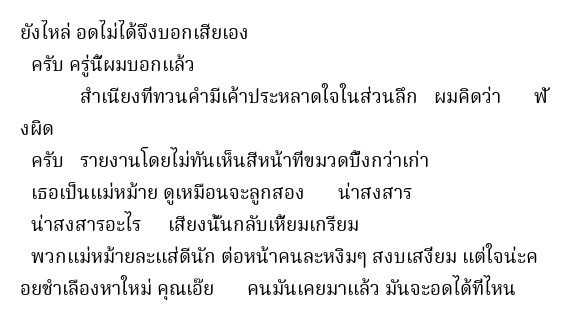 ยังไหล่ อดไม่ได้จึงบอกเสียเอง
ครับ ครู่นี้ผมบอกแล้ว
สำเนียงที่ทวนคำมีเค้าประหลาดใจในส่วนลึก ผมคิดว่า ฟั
งผิด
ครับ รายงานโดยไม่ทันเห็นสีหน้าที่ขมวดบึ้งกว่าเก่า
เธอเป็นแม่หม้าย ดูเหมือนจะลูกสอง น่าสงสาร
น่าสงสารอะไร เสียงนั้นกลับเหี้ยมเกรียม
พวกแม่หม้ายละแส่ดีนัก ต่อหน้าคนละหงิมๆ สงบเสงี่ยม แต่ใจน่ะค
อยชำเลืองหาใหม่ คุณเอ๊ย คนมันเคยมาแล้ว มันจะอดได้ที่ไหน